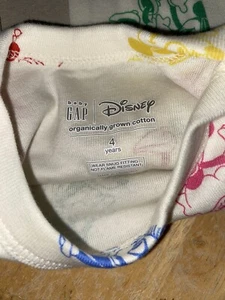 baby
GAP
Disney
organically grown cotton
4
years
WEAR SNUG FITTING
NOT FLAME RESISTANT